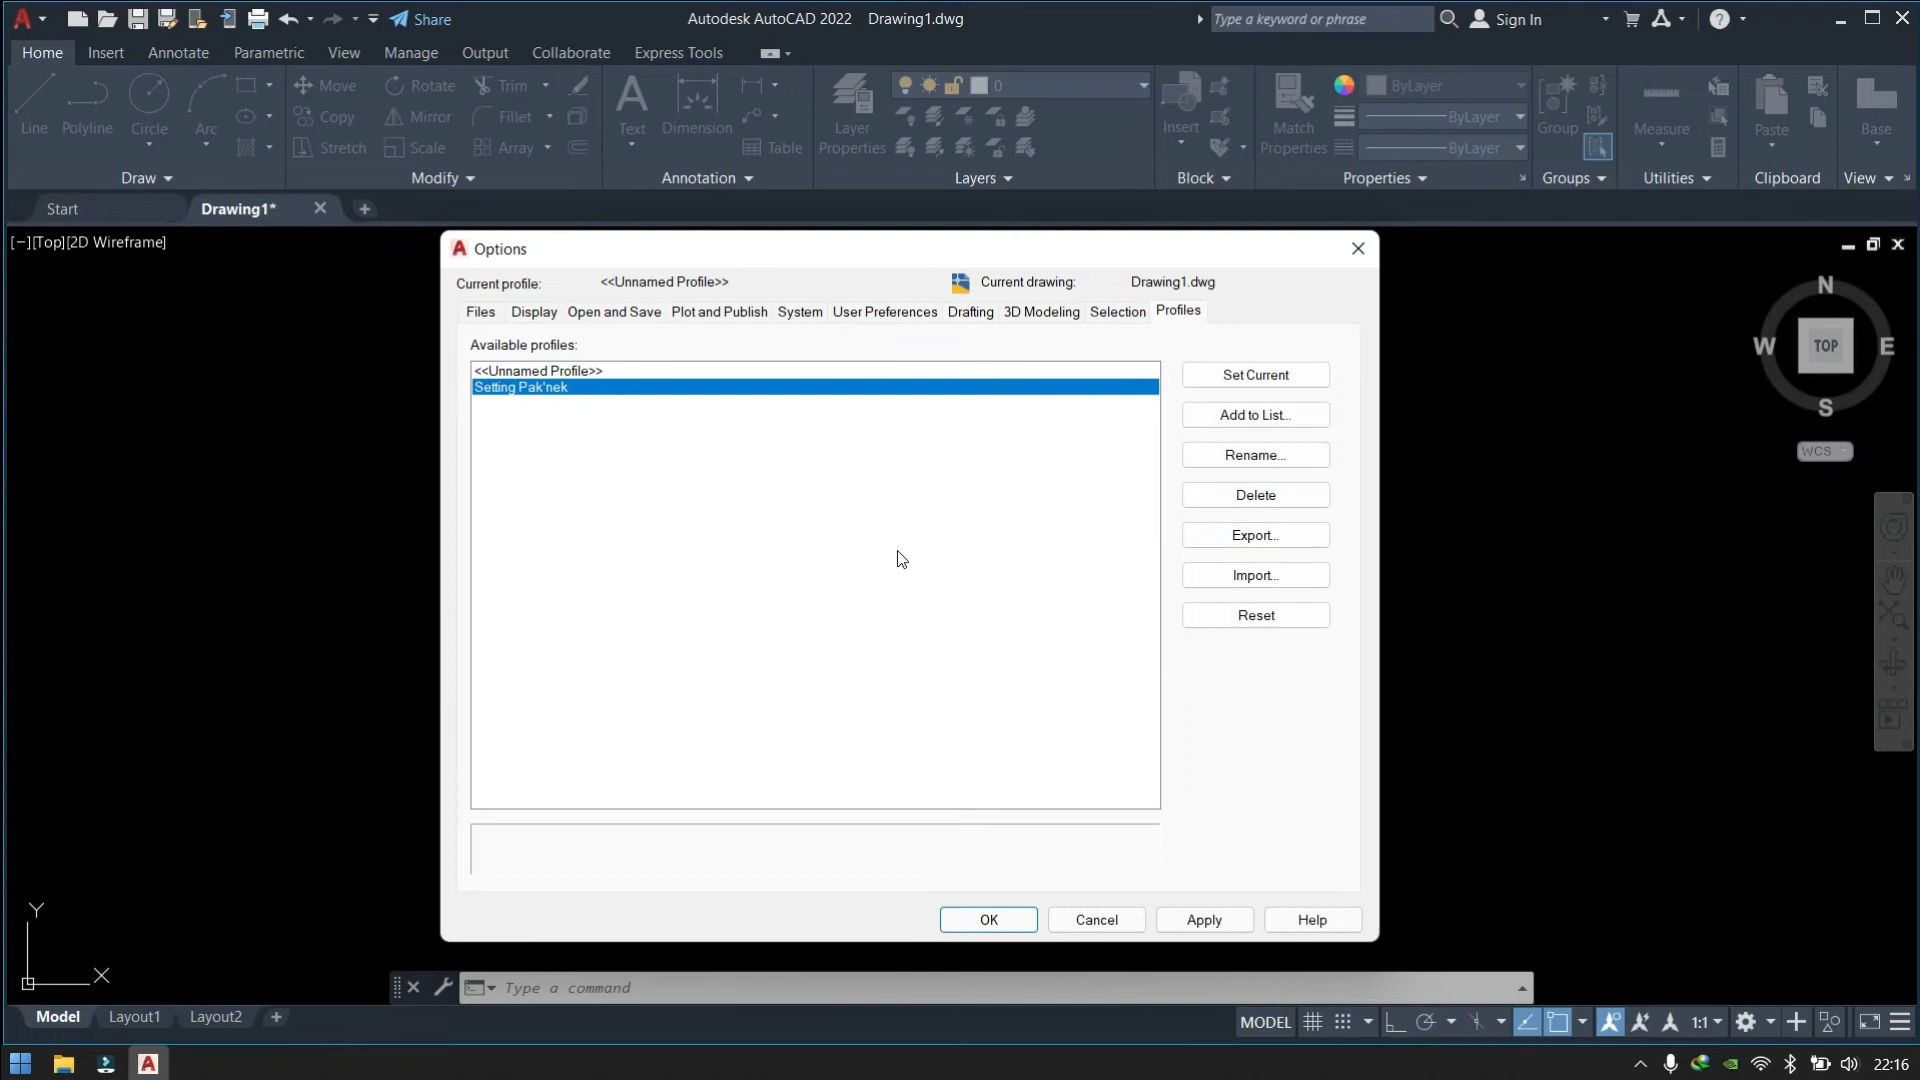 Share
Autodesk AutoCAD 2022 Drawing1.dwg
Type a keyword or phrase
Sign In
Home Insert Annotate Parametric View Manage Output Collaborate Express Tools
Line Polyline Circle Arc
Move Rotate Trim
Copy Mirror Fillet
Stretch Scale Array
Text Dimension Table
Layer Properties
0
Insert
Match Properties
ByLayer
ByLayer
ByLayer
Group
Measure
Paste
Base
Draw Modify Annotation Layers Block Properties Groups Utilities Clipboard View
Start Drawing1*
[−][Top][2D Wireframe]
Options
Current profile: <<Unnamed Profile>> Current drawing: Drawing1.dwg
Files Display Open and Save Plot and Publish System User Preferences Drafting 3D Modeling Selection Profiles
Available profiles:
<<Unnamed Profile>>
Setting Pak'nek
Set Current
Add to List...
Rename...
Delete
Export...
Import...
Reset
OK Cancel Apply Help
N
W TOP E
S
WCS
Y
X
Type a command
Model Layout1 Layout2
MODEL 1:1
22:16